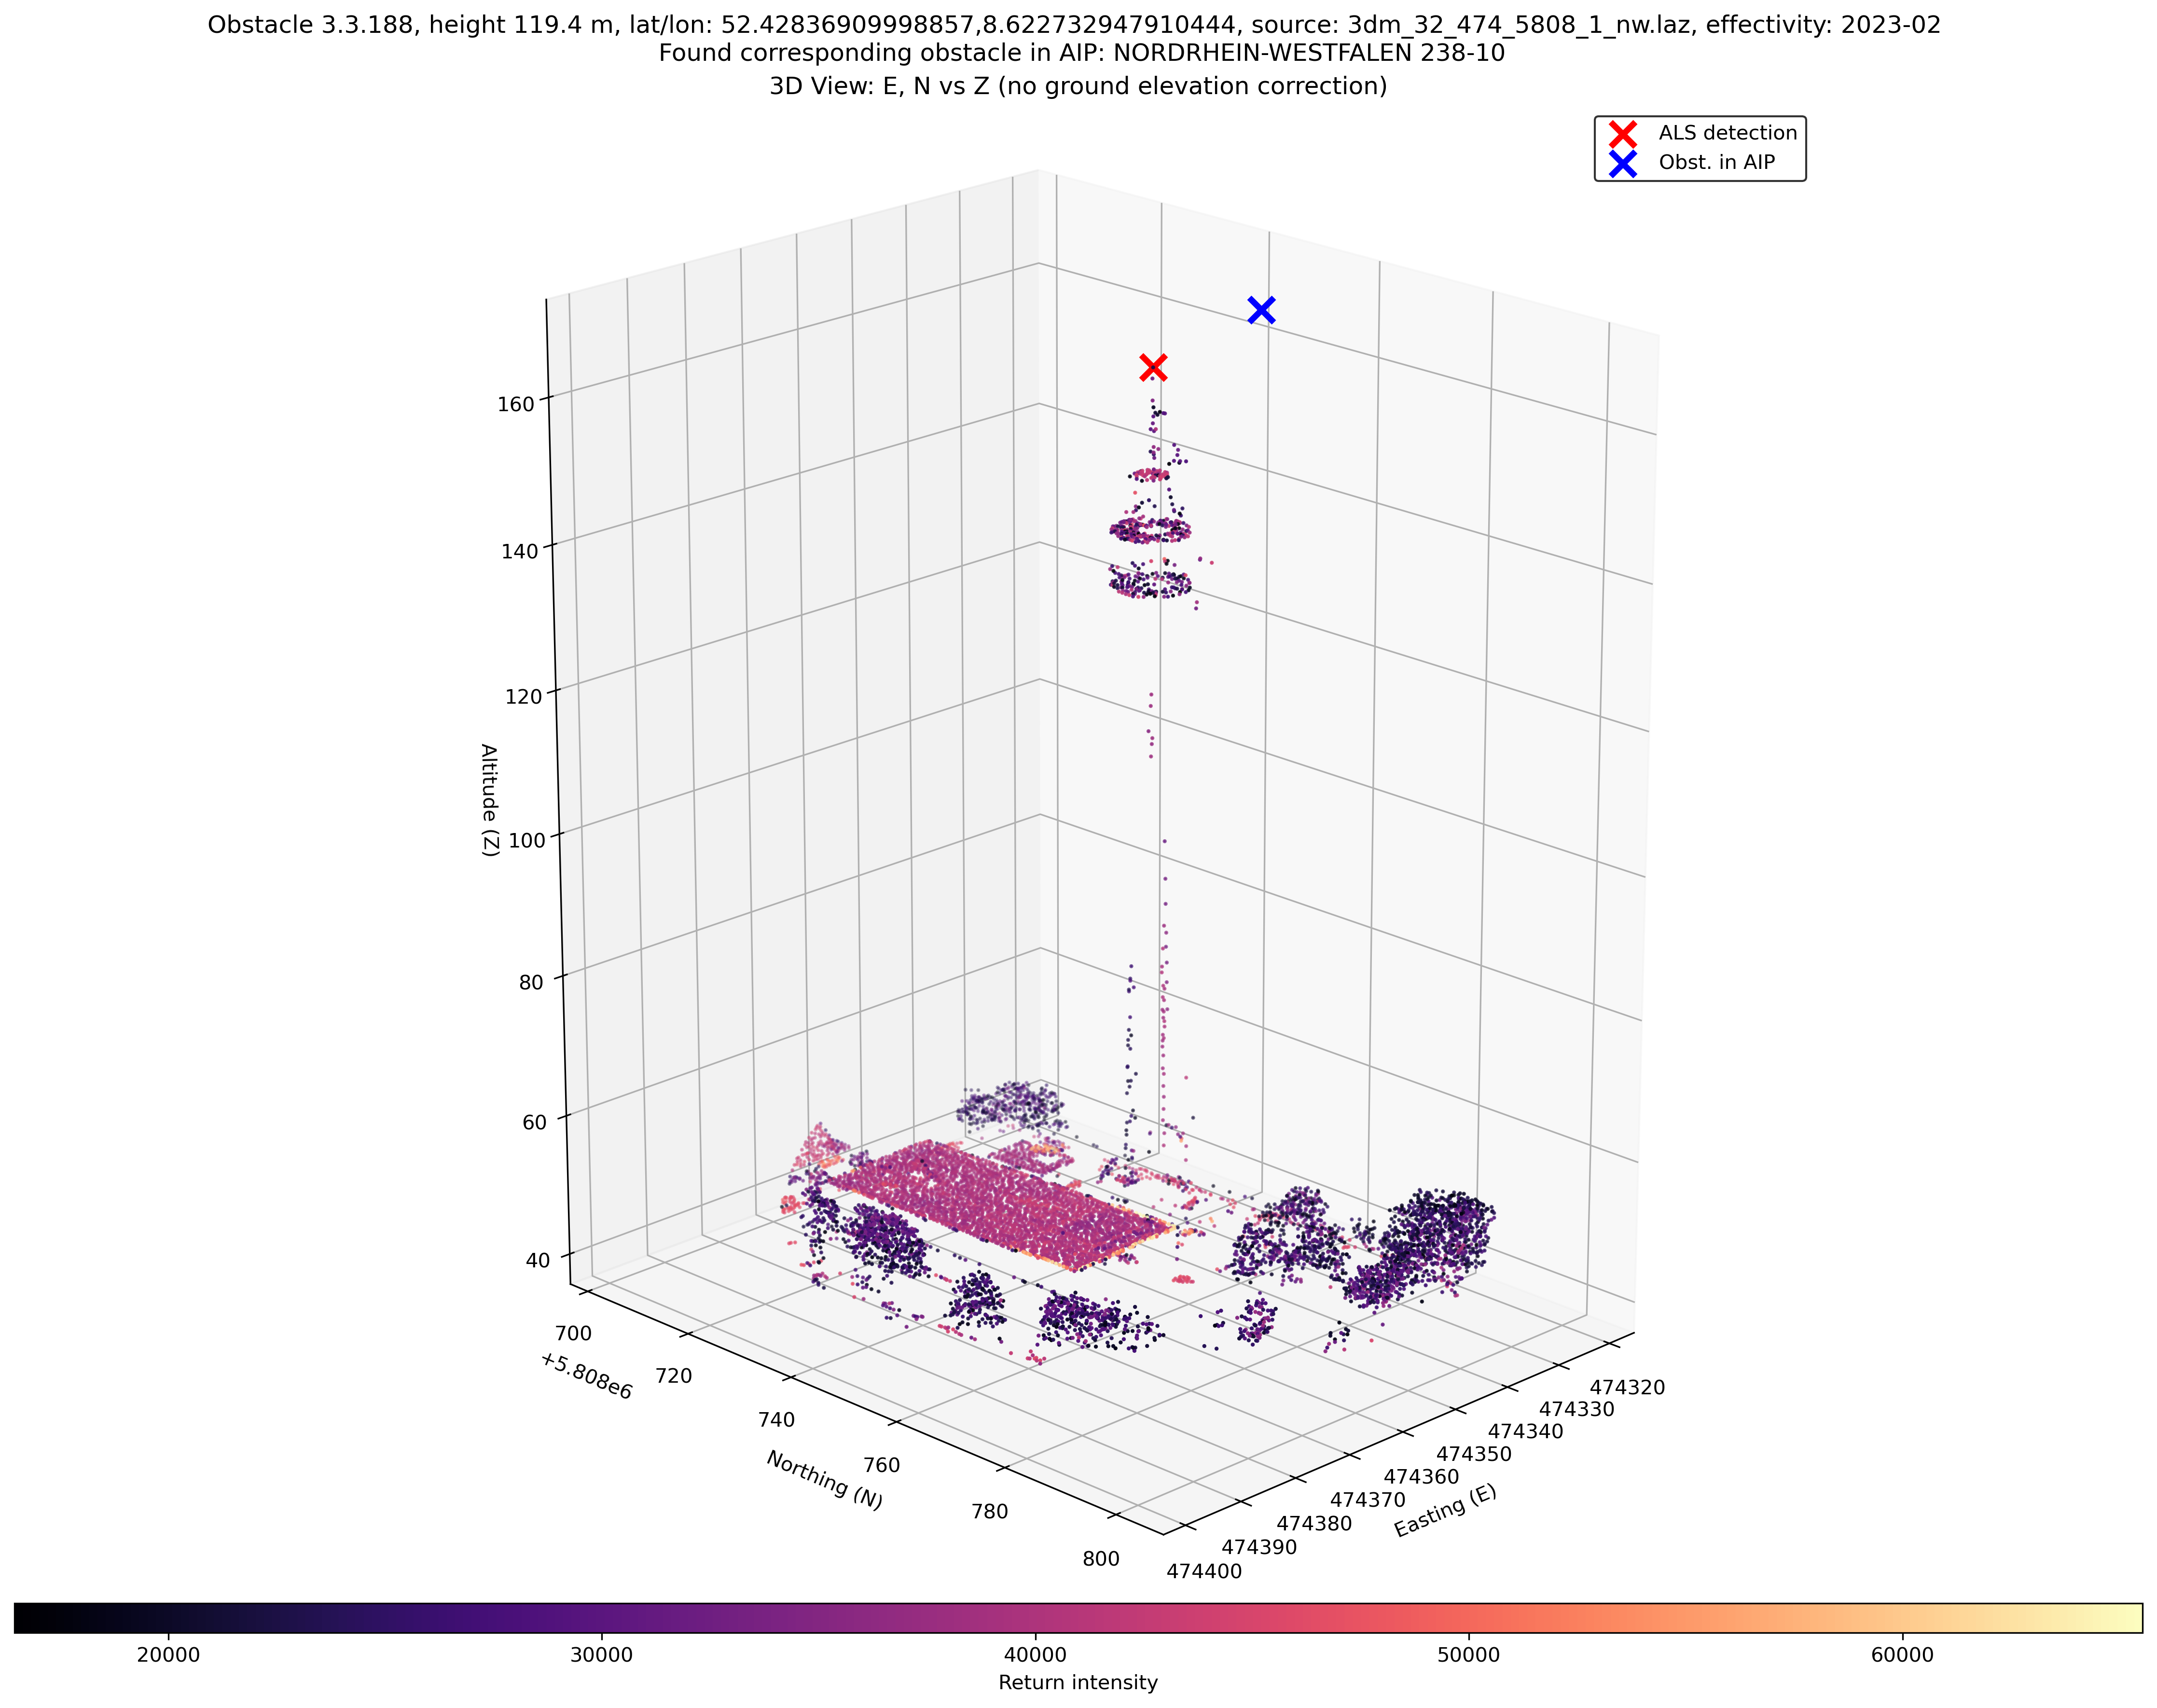 Obstacle 3.3.188, height 119.4 m, lat/lon: 52.42836909998857,8.622732947910444, source: 3dm_32_474_5808_1_nw.laz, effectivity: 2023-02
Found corresponding obstacle in AIP: NORDRHEIN-WESTFALEN 238-10
3D View: E, N vs Z (no ground elevation correction)
ALS detection
Obst. in AIP
160
140
120
100
80
60
40
Altitude (Z)
700
720
740
760
780
800
+5.808e6
Northing (N)
474320
474330
474340
474350
474360
474370
474380
474390
474400
Easting (E)
20000
30000
40000
50000
60000
Return intensity